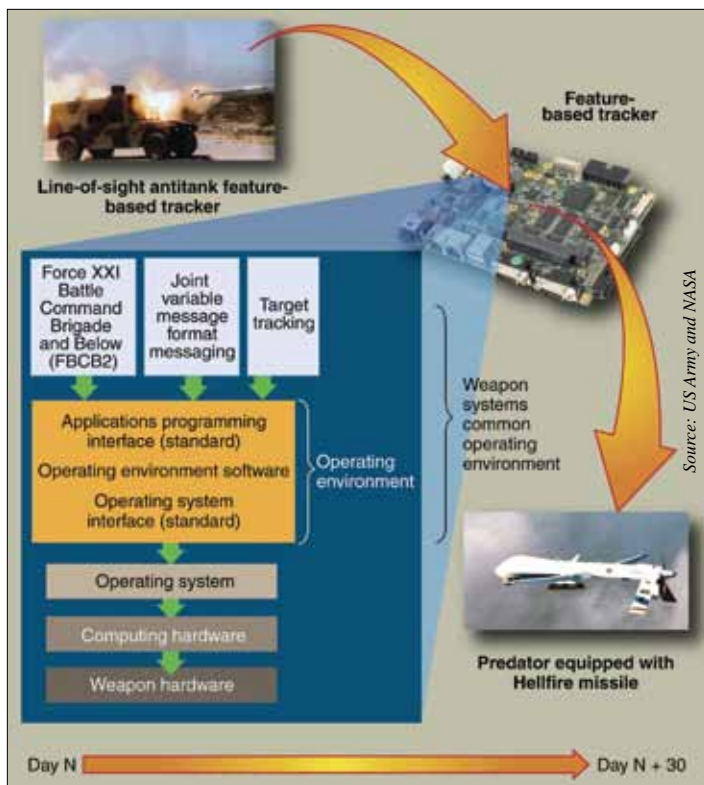 Feature-
based tracker
Line-of-sight antitank feature-
based tracker
Force XXI
Battle
Command
Brigade
and Below
(FBCB2)
Joint
variable
message
format
messaging
Target
tracking
Applications programming
interface (standard)
Operating environment software
Operating system
interface (standard)
Operating
environment
Weapon
systems
common
operating
environment
Operating system
Computing hardware
Weapon hardware
Source: US Army and NASA
Predator equipped with
Hellfire missile
Day N
Day N + 30